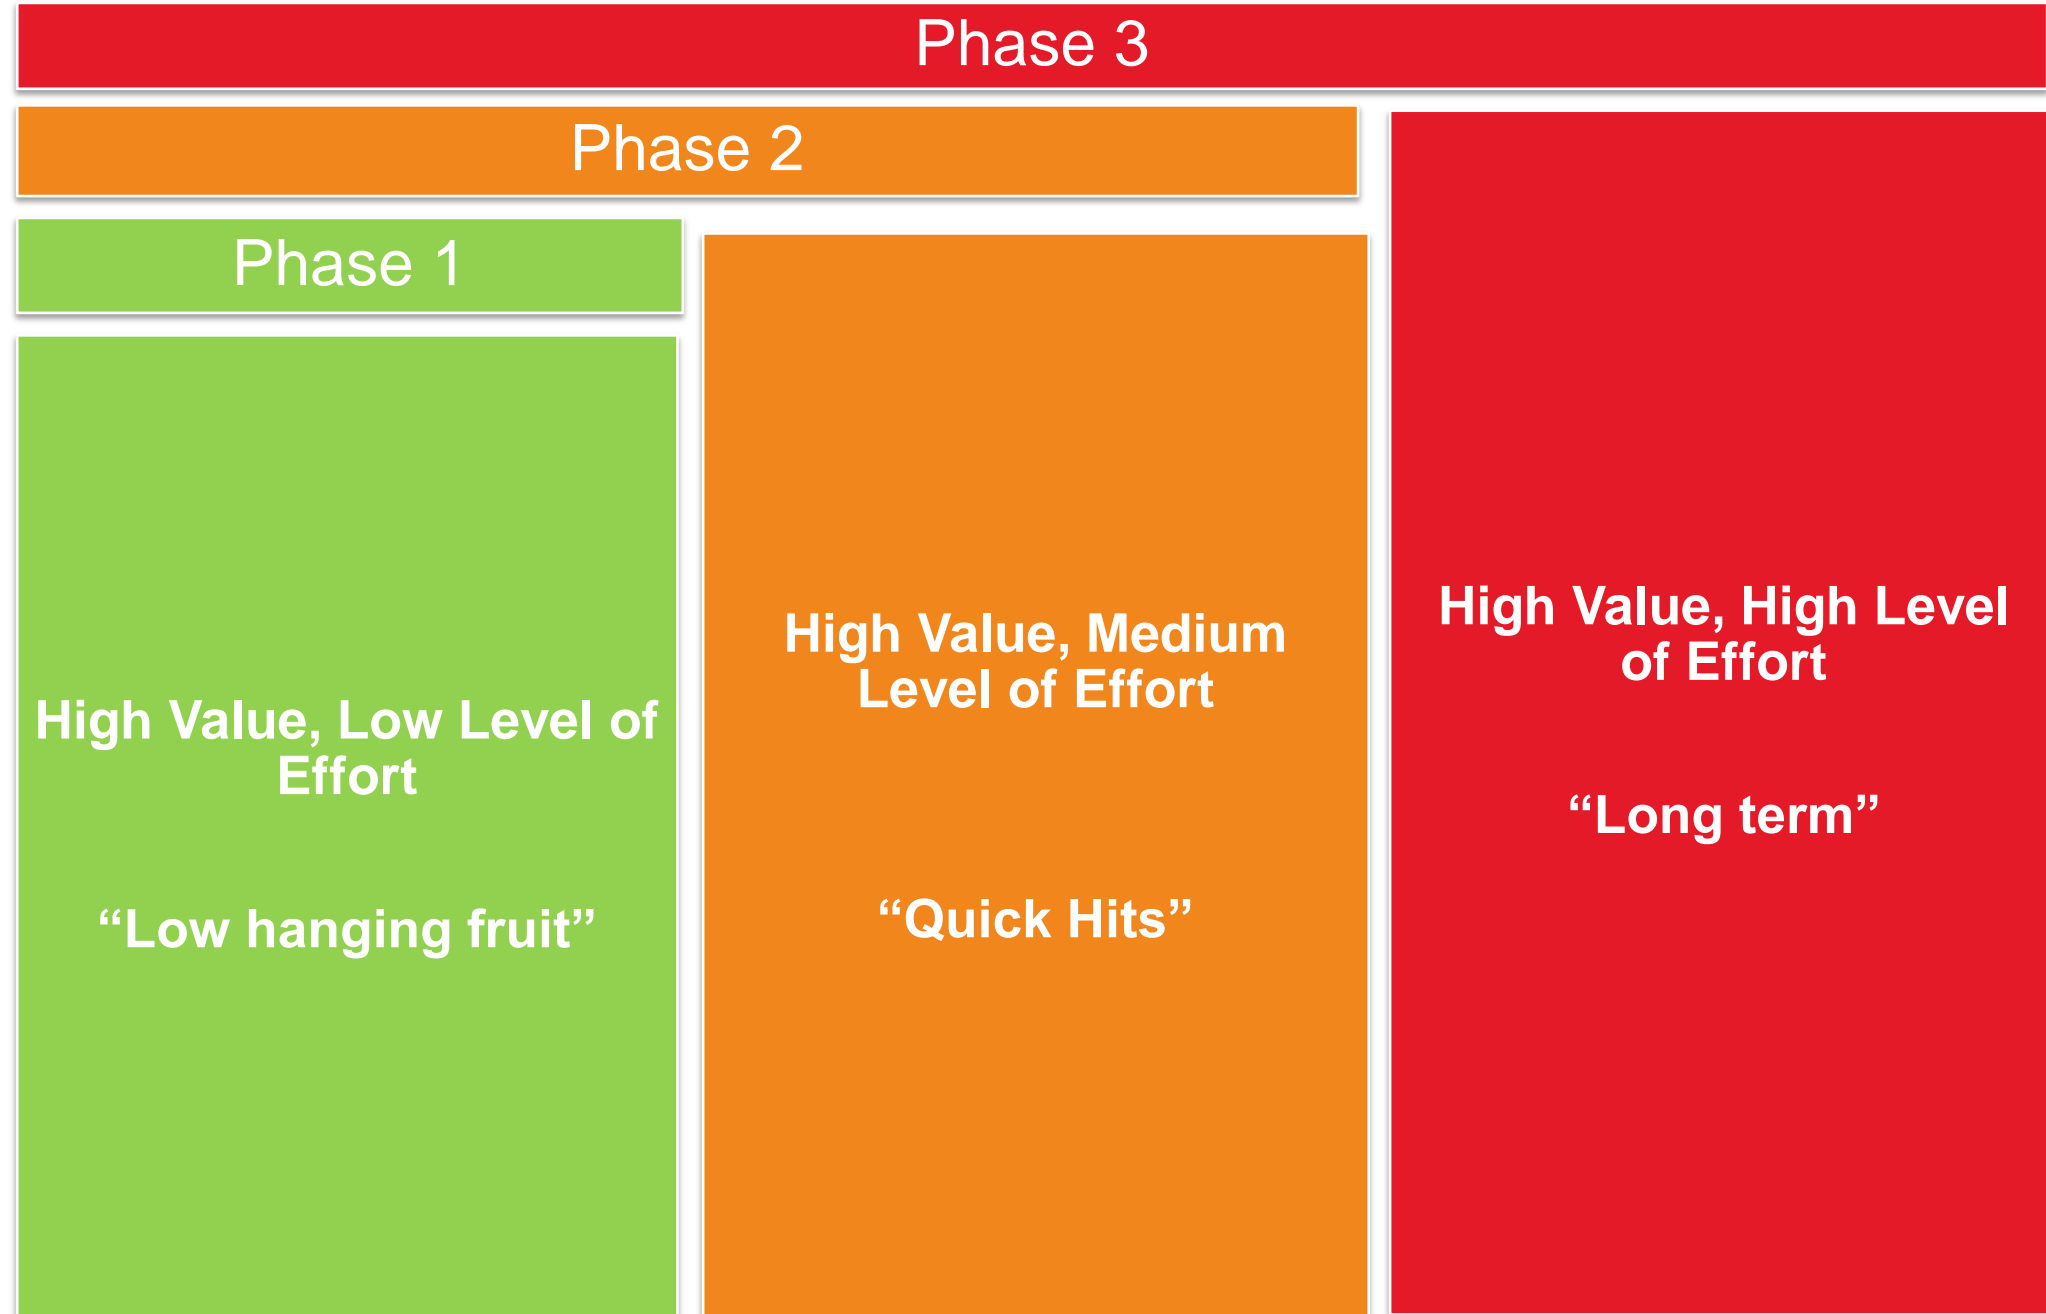 Phase 3
Phase 2
Phase 1
High Value, Low Level of
Effort
“Low hanging fruit”
High Value, Medium
Level of Effort
“Quick Hits”
High Value, High Level
of Effort
“Long term”